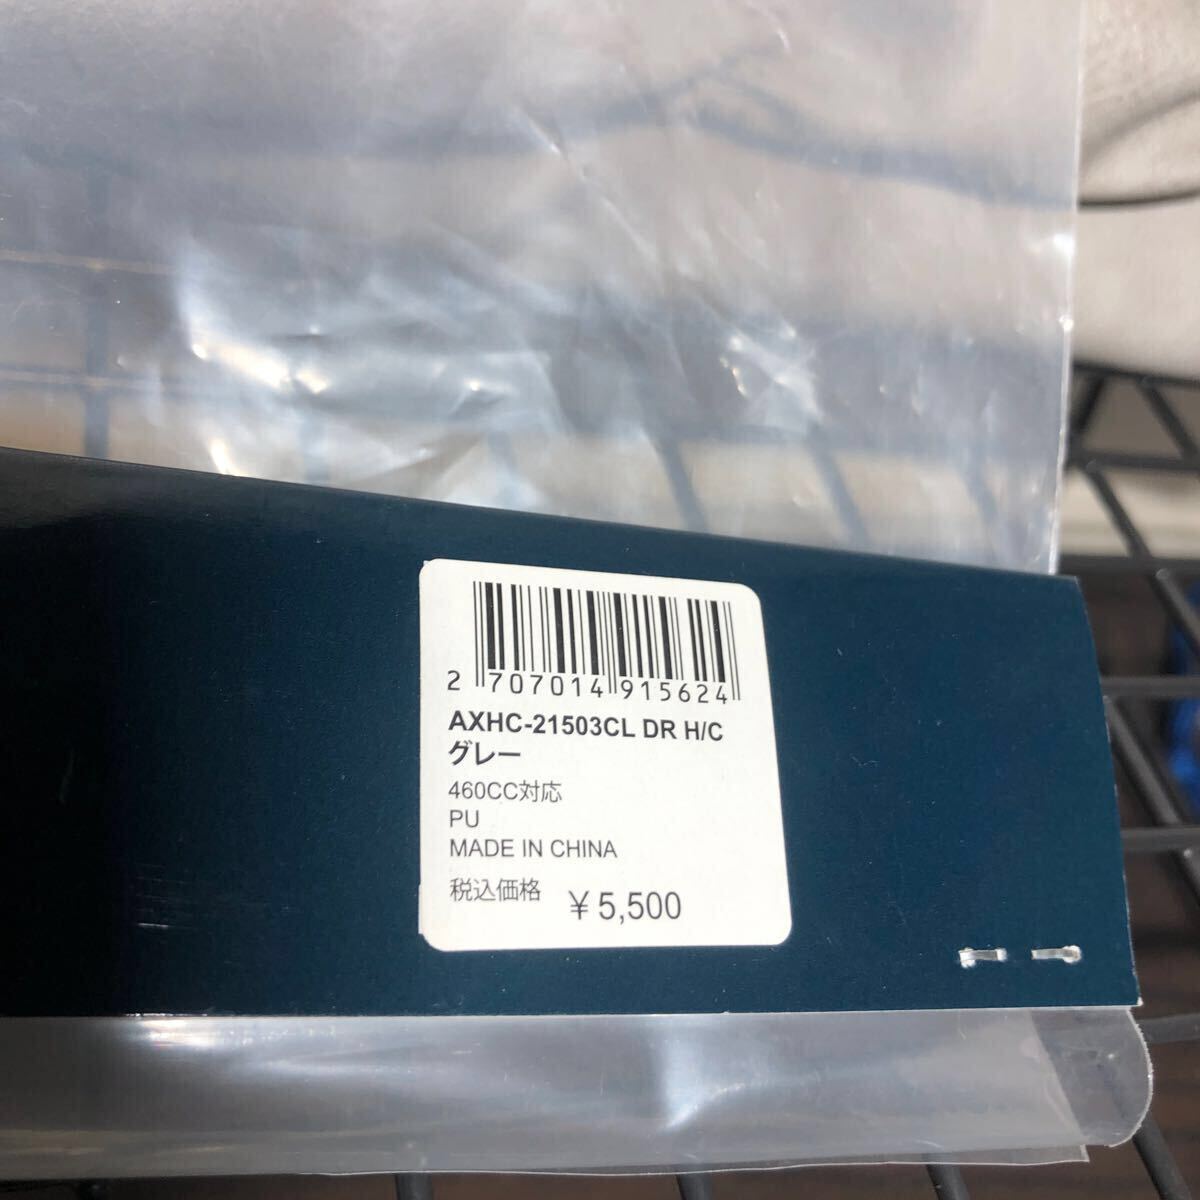 2 707014 915624
AXHC-21503CL DR H/C
グレー
460CC対応
PU
MADE IN CHINA
税込価格 ￥5,500